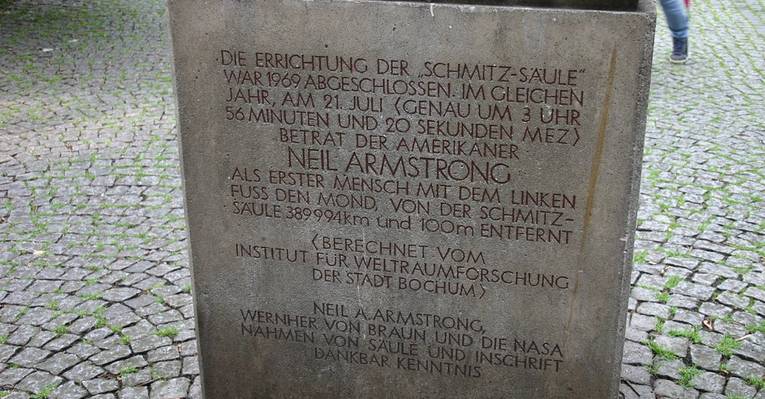 DIE ERRICHTUNG DER „SCHMITZ-SÄULE“
WAR 1969 ABGESCHLOSSEN. IM GLEICHEN
JAHR, AM 21. JULI ⟨GENAU UM 3 UHR
56 MINUTEN UND 20 SEKUNDEN MEZ⟩
BETRAT DER AMERIKANER
NEIL ARMSTRONG
ALS ERSTER MENSCH MIT DEM LINKEN
FUSS DEN MOND, VON DER SCHMITZ-
SÄULE 389994km und 100m ENTFERNT
⟨BERECHNET VOM
INSTITUT FÜR WELTRAUMFORSCHUNG
DER STADT BOCHUM⟩
NEIL A. ARMSTRONG,
WERNHER VON BRAUN UND DIE NASA
NAHMEN VON SÄULE UND INSCHRIFT
DANKBAR KENNTNIS